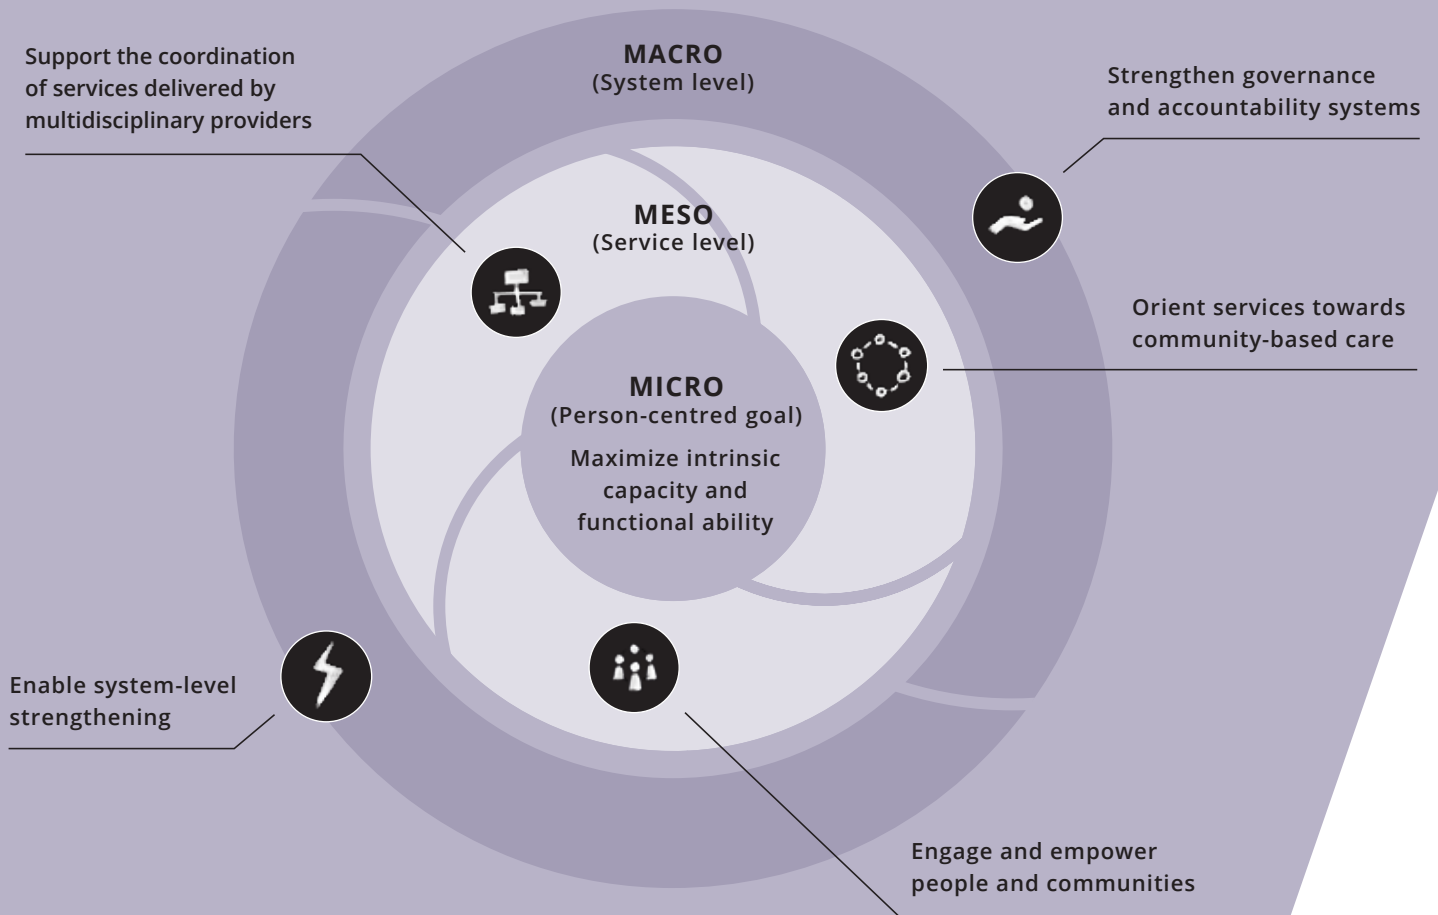 Support the coordination
of services delivered by
multidisciplinary providers
MACRO
(System level)
Strengthen governance
and accountability systems
MESO
(Service level)
Orient services towards
community-based care
MICRO
(Person-centred goal)
Maximize intrinsic
capacity and
functional ability
Enable system-level
strengthening
Engage and empower
people and communities